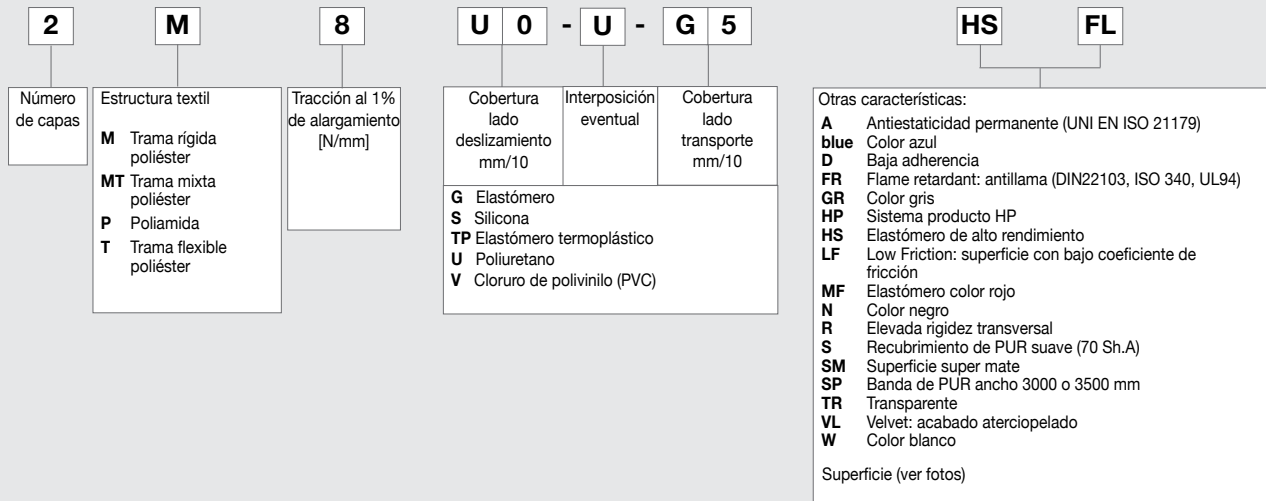 2 M 8 U 0 - U - G 5 HS FL
Número
de capas
Estructura textil
M Trama rígida
poliéster
MT Trama mixta
poliéster
P Poliamida
T Trama flexible
poliéster
Tracción al 1%
de alargamiento
[N/mm]
Cobertura
lado
deslizamiento
mm/10
Interposición
eventual
Cobertura
lado
transporte
mm/10
G Elastómero
S Silicona
TP Elastómero termoplástico
U Poliuretano
V Cloruro de polivinilo (PVC)
Otras características:
A Antiestaticidad permanente (UNI EN ISO 21179)
blue Color azul
D Baja adherencia
FR Flame retardant: antillama (DIN22103, ISO 340, UL94)
GR Color gris
HP Sistema producto HP
HS Elastómero de alto rendimiento
LF Low Friction: superficie con bajo coeficiente de
fricción
MF Elastómero color rojo
N Color negro
R Elevada rigidez transversal
S Recubrimiento de PUR suave (70 Sh.A)
SM Superficie super mate
SP Banda de PUR ancho 3000 o 3500 mm
TR Transparente
VL Velvet: acabado aterciopelado
W Color blanco
Superficie (ver fotos)